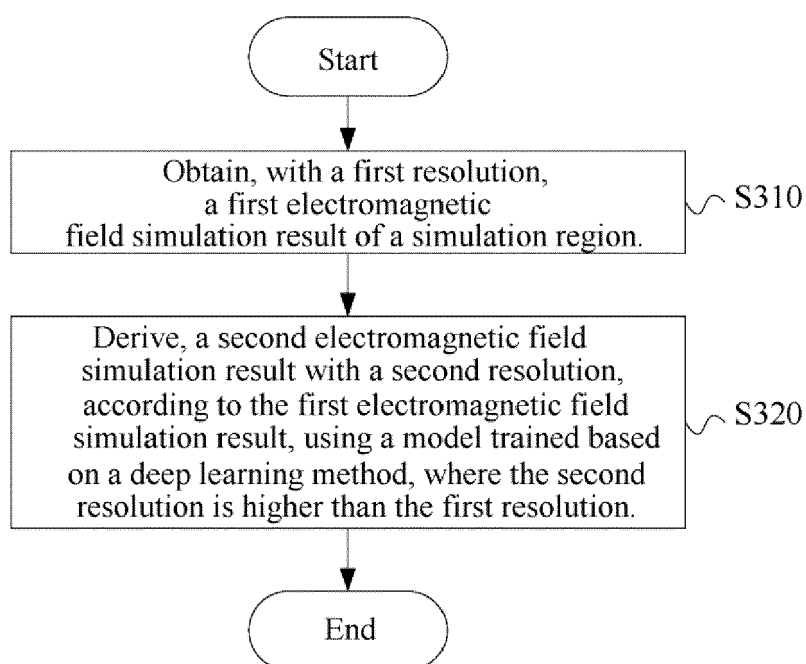 Start
Obtain, with a first resolution,
a first electromagnetic
field simulation result of a simulation region.
S310
Derive, a second electromagnetic field
simulation result with a second resolution,
according to the first electromagnetic field
simulation result, using a model trained based
on a deep learning method, where the second
resolution is higher than the first resolution.
S320
End